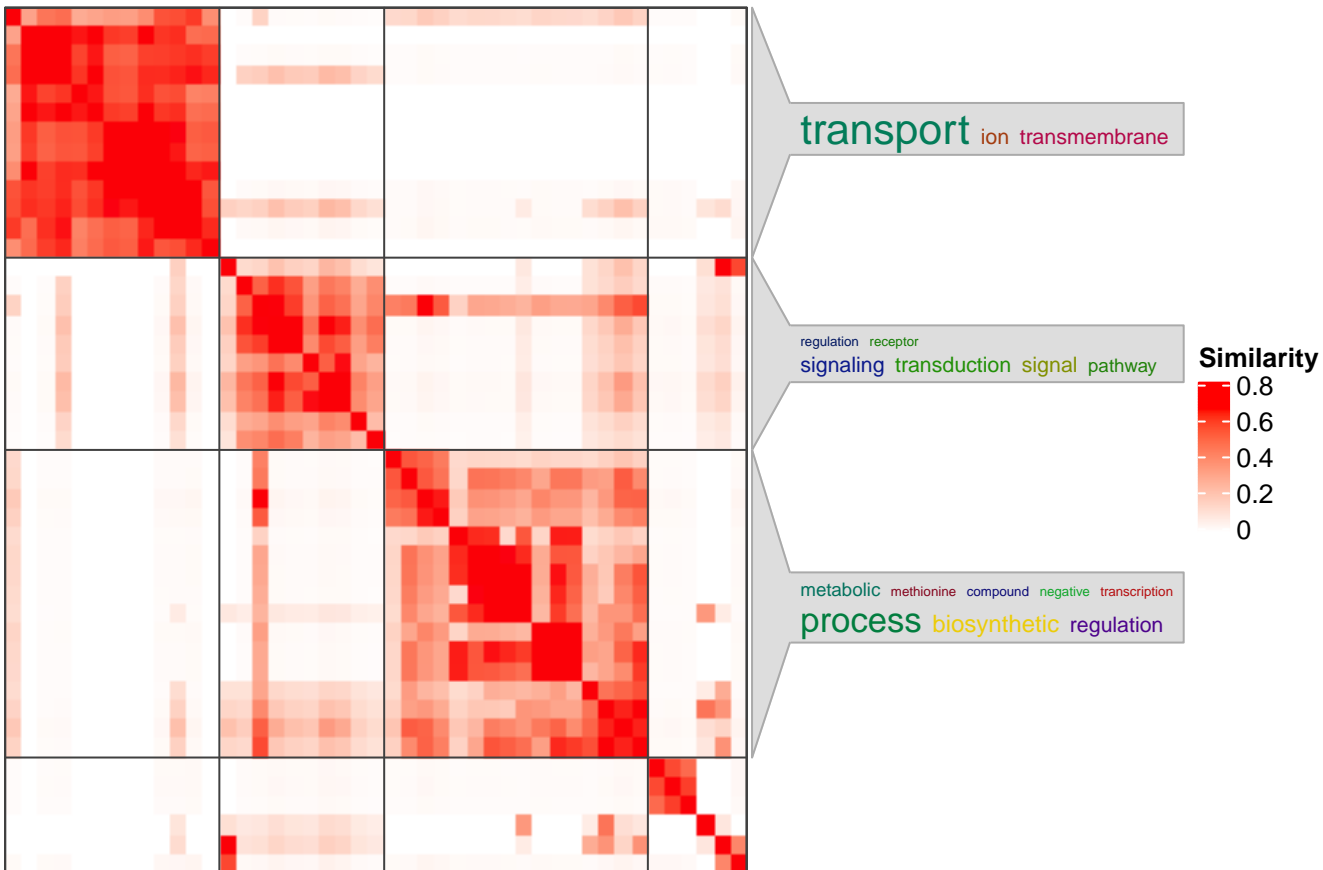 transport ion transmembrane
regulation receptor
signaling transduction signal pathway
Similarity
0.8
0.6
0.4
0.2
0
metabolic methionine compound negative transcription
process biosynthetic regulation